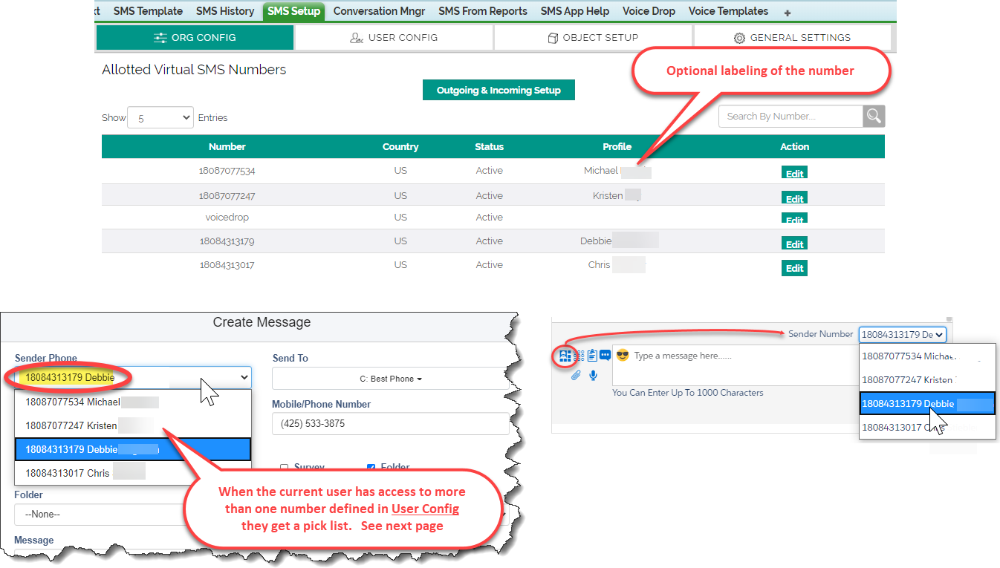 xt SMS Template SMS History SMS Setup Conversation Mngr SMS From Reports SMS App Help Voice Drop Voice Templates +
ORG CONFIG USER CONFIG OBJECT SETUP GENERAL SETTINGS
Allotted Virtual SMS Numbers
Optional labeling of the number
Outgoing & Incoming Setup
Show 5 Entries
Search By Number....
Number Country Status Profile Action
18087077534 US Active Michael Edit
18087077247 US Active Kristen Edit
voicedrop US Active Edit
18084313179 US Active Debbie Edit
18084313017 US Active Chris Edit
Create Message
Sender Phone
18084313179 Debbie
18087077534 Michael
18087077247 Kristen
18084313179 Debbie
18084313017 Chris
Send To
C: Best Phone
Mobile/Phone Number
(425) 533-3875
Survey Folder
Folder
--None--
Message
When the current user has access to more
than one number defined in User Config
they get a pick list. See next page
Sender Number 18084313179 De
Type a message here......
You Can Enter Up To 1000 Characters
18087077534 Michae
18087077247 Kristen
18084313179 Debbie
18084313017